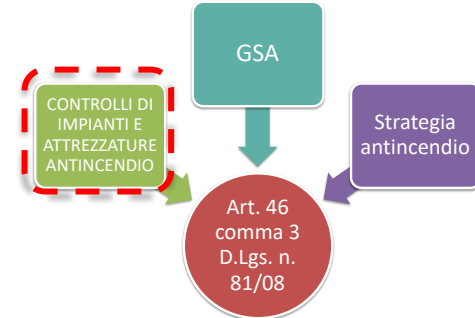 GSA
CONTROLLI DI
IMPIANTI E
ATTREZZATURE
ANTINCENDIO
Strategia
antincendio
Art. 46
comma 3
D.Lgs. n.
81/08